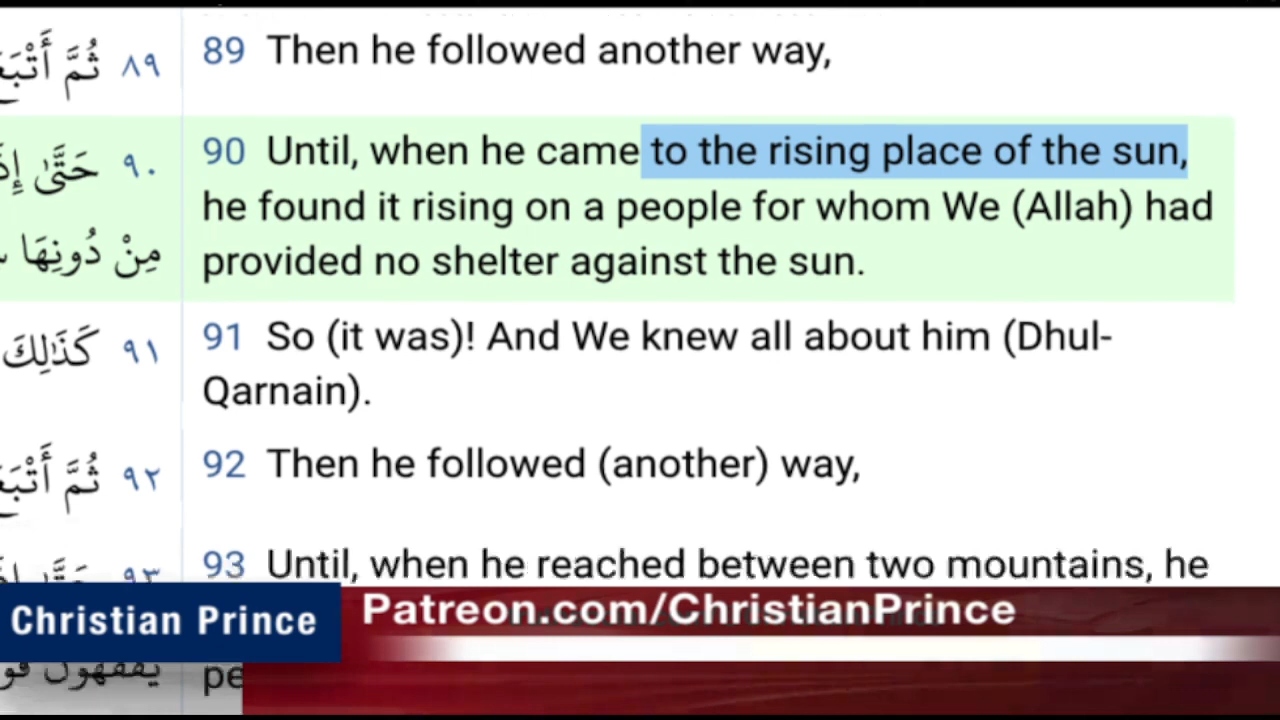 ثُمَّ أَتْبَعَ ٨٩
89 Then he followed another way,
حَتَّىٰ إِذَ ٩٠
90 Until, when he came to the rising place of the sun,
he found it rising on a people for whom We (Allah) had
مِنْ دُونِهَا
provided no shelter against the sun.
كَذَٰلِكَ ٩١
91 So (it was)! And We knew all about him (Dhul-
Qarnain).
ثُمَّ أَتْبَعَ ٩٢
92 Then he followed (another) way,
٩٣
93 Until, when he reached between two mountains, he
Christian Prince
Patreon.com/ChristianPrince
يفقهون
pe